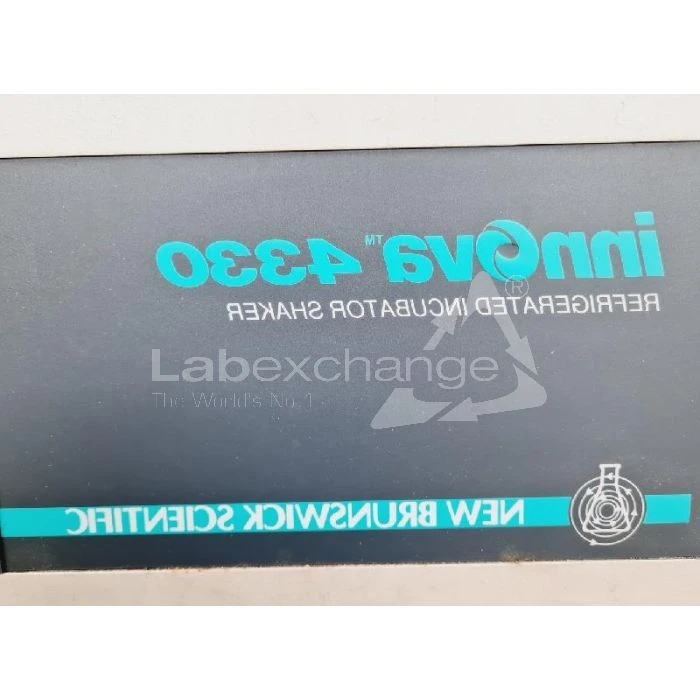 innova™ 4330
REFRIGERATED INCUBATOR SHAKER
®
Labexchange
The World's No.1
NEW BRUNSWICK SCIENTIFIC